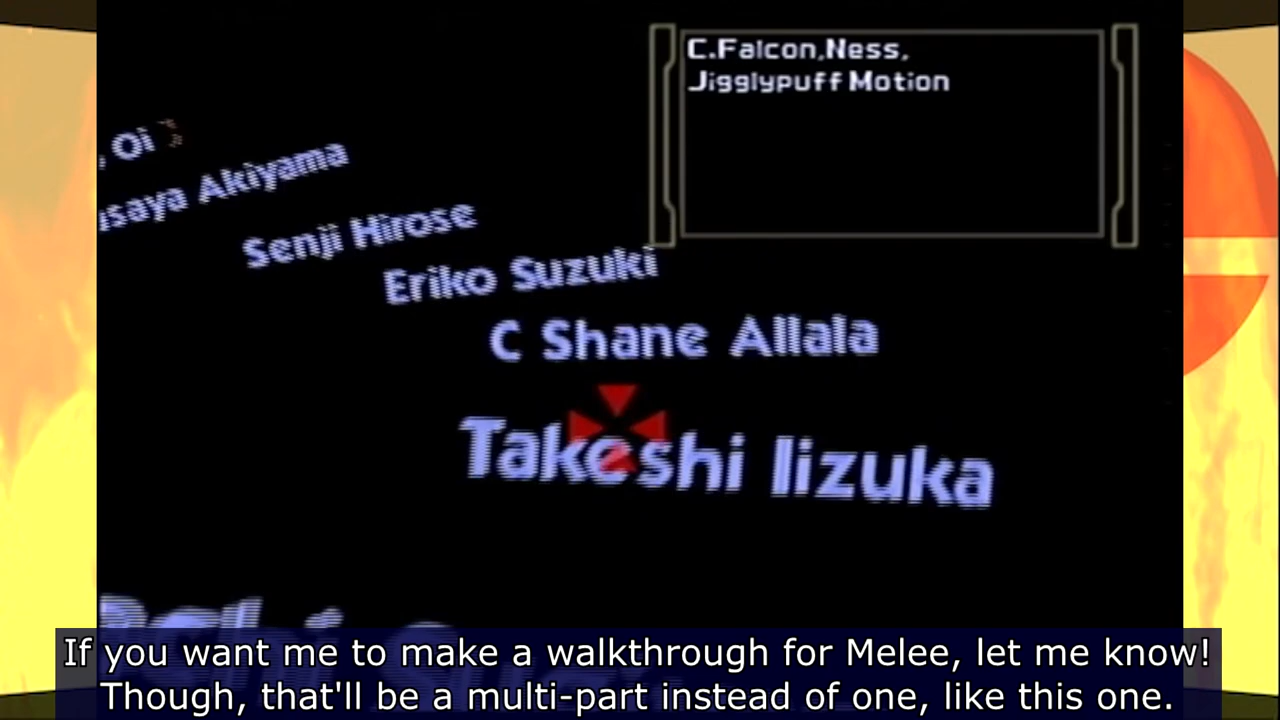 C.Falcon,Ness,
Jigglypuff Motion
Oi
Akiyama
Senji Hirose
Eriko Suzuki
C Shane Allala
Takeshi Iizuka
If you want me to make a walkthrough for Melee, let me know!
Though, that'll be a multi-part instead of one, like this one.